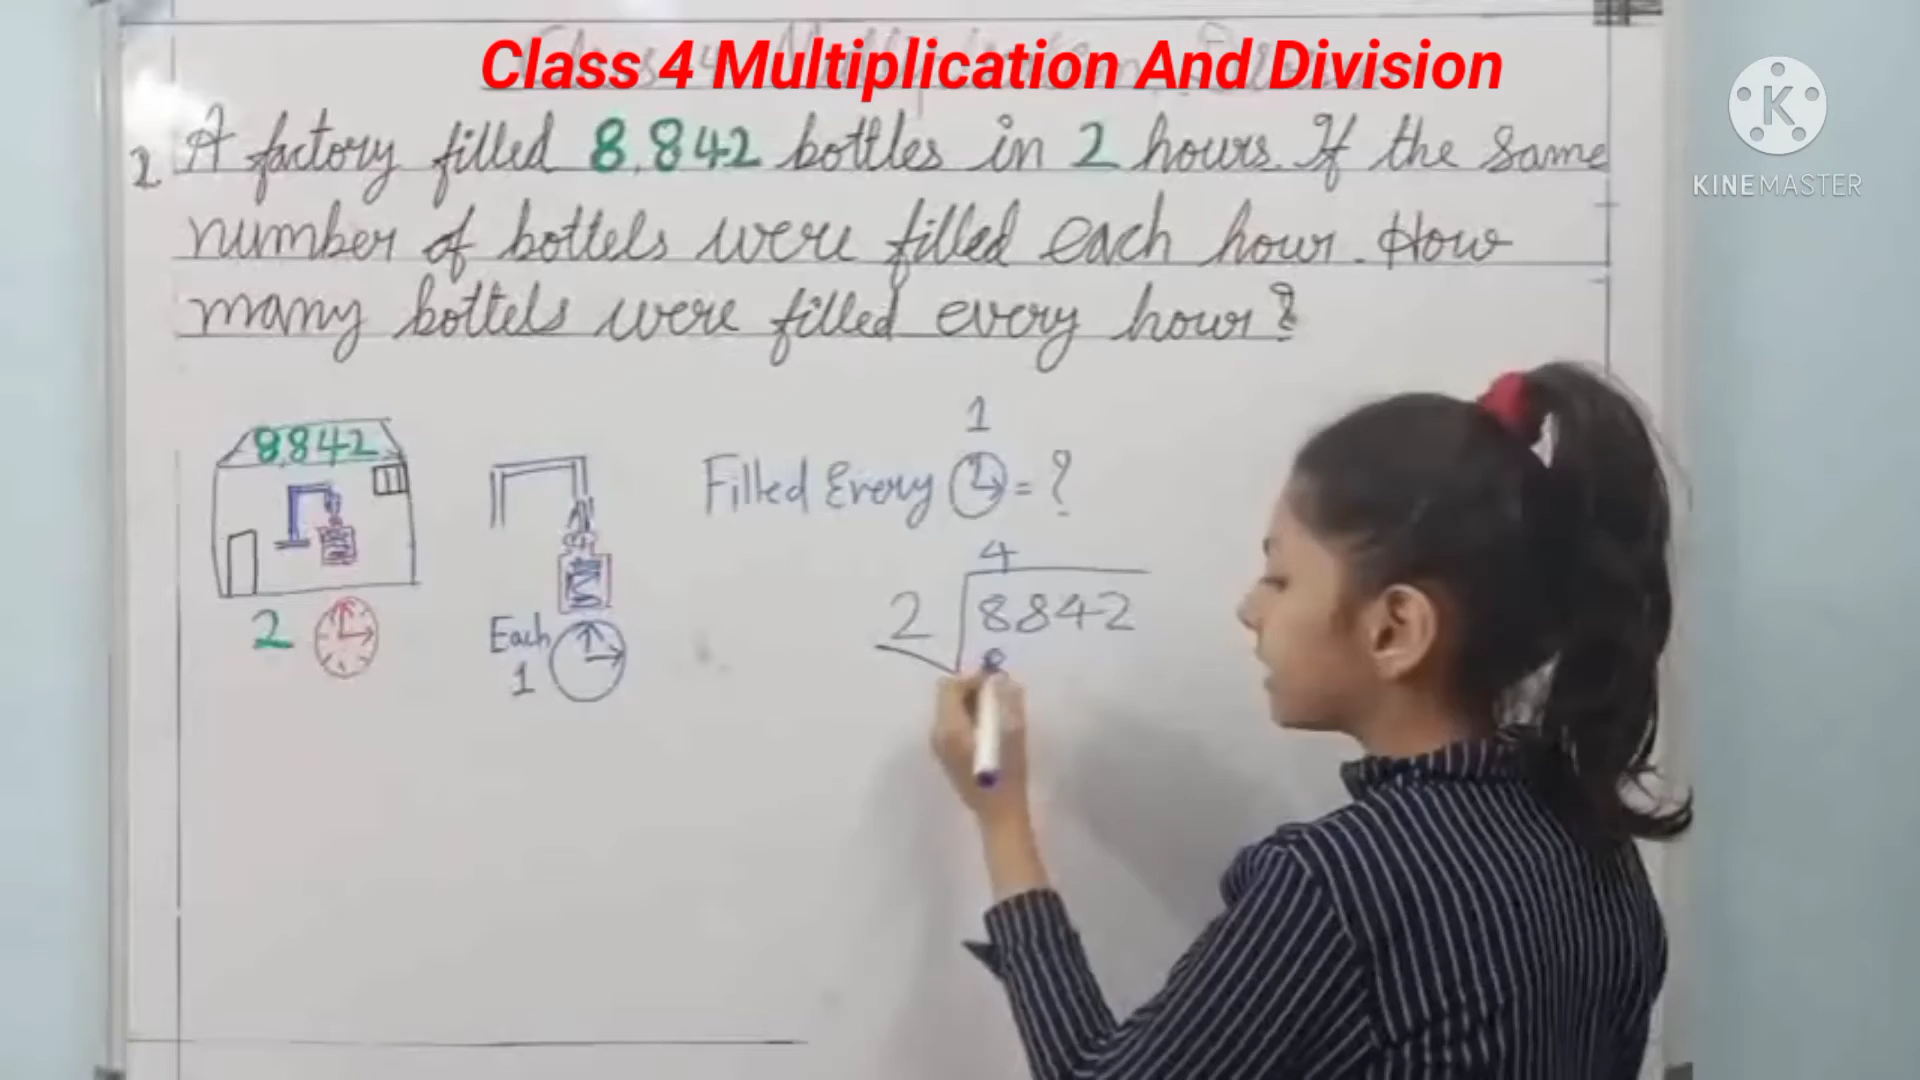 Class 4 Multiplication And Division
KINEMASTER
2 A factory filled 8,842 bottles in 2 hours. If the same
number of bottels were filled each hour. How
many bottels were filled every hour?
8,842
2
Each
1
1
Filled Every = ?
4
2 8842
8